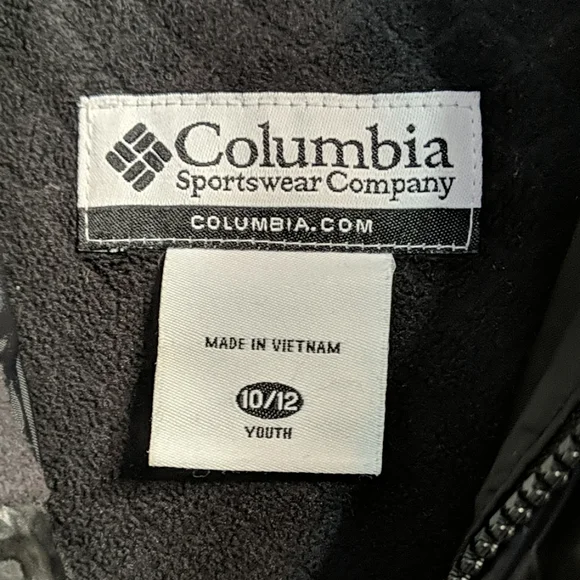 Columbia
Sportswear Company
COLUMBIA.COM
MADE IN VIETNAM
10/12
YOUTH